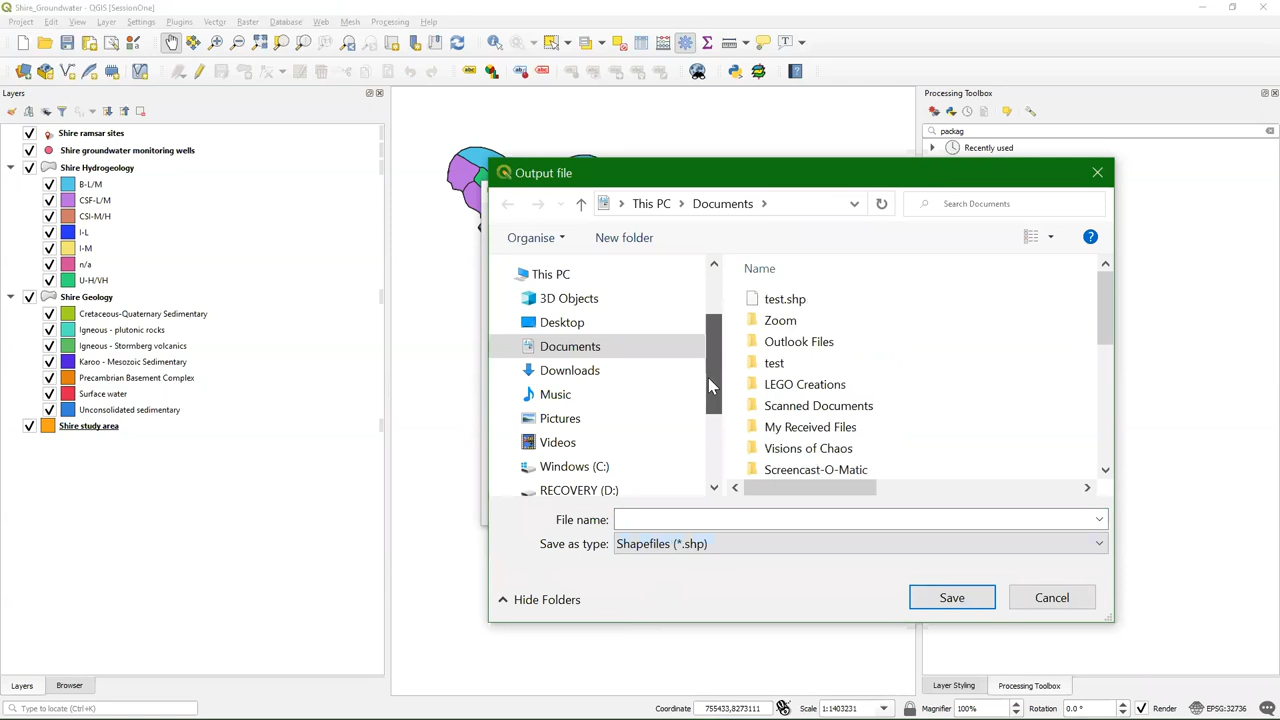 Shire_Groundwater - QGIS [SessionOne]
Project Edit View Layer Settings Plugins Vector Raster Database Web Mesh Processing Help
Layers
Shire ramsar sites
Shire groundwater monitoring wells
Shire Hydrogeology
B-L/M
CSF-L/M
CSI-M/H
I-L
I-M
n/a
U-H/VH
Shire Geology
Cretaceous-Quaternary Sedimentary
Igneous - plutonic rocks
Igneous - Stormberg volcanics
Karoo - Mesozoic Sedimentary
Precambrian Basement Complex
Surface water
Unconsolidated sedimentary
Shire study area
Layers Browser
Type to locate (Ctrl+K)
Output file
This PC > Documents >
Search Documents
Organise New folder
This PC
3D Objects
Desktop
Documents
Downloads
Music
Pictures
Videos
Windows (C:)
RECOVERY (D:)
Name
test.shp
Zoom
Outlook Files
test
LEGO Creations
Scanned Documents
My Received Files
Visions of Chaos
Screencast-O-Matic
File name:
Save as type: Shapefiles (*.shp)
Hide Folders
Save Cancel
Processing Toolbox
packag
Recently used
Layer Styling Processing Toolbox
Coordinate 755433,8273111 Scale 1:1403231 Magnifier 100% Rotation 0.0 ° Render EPSG:32736